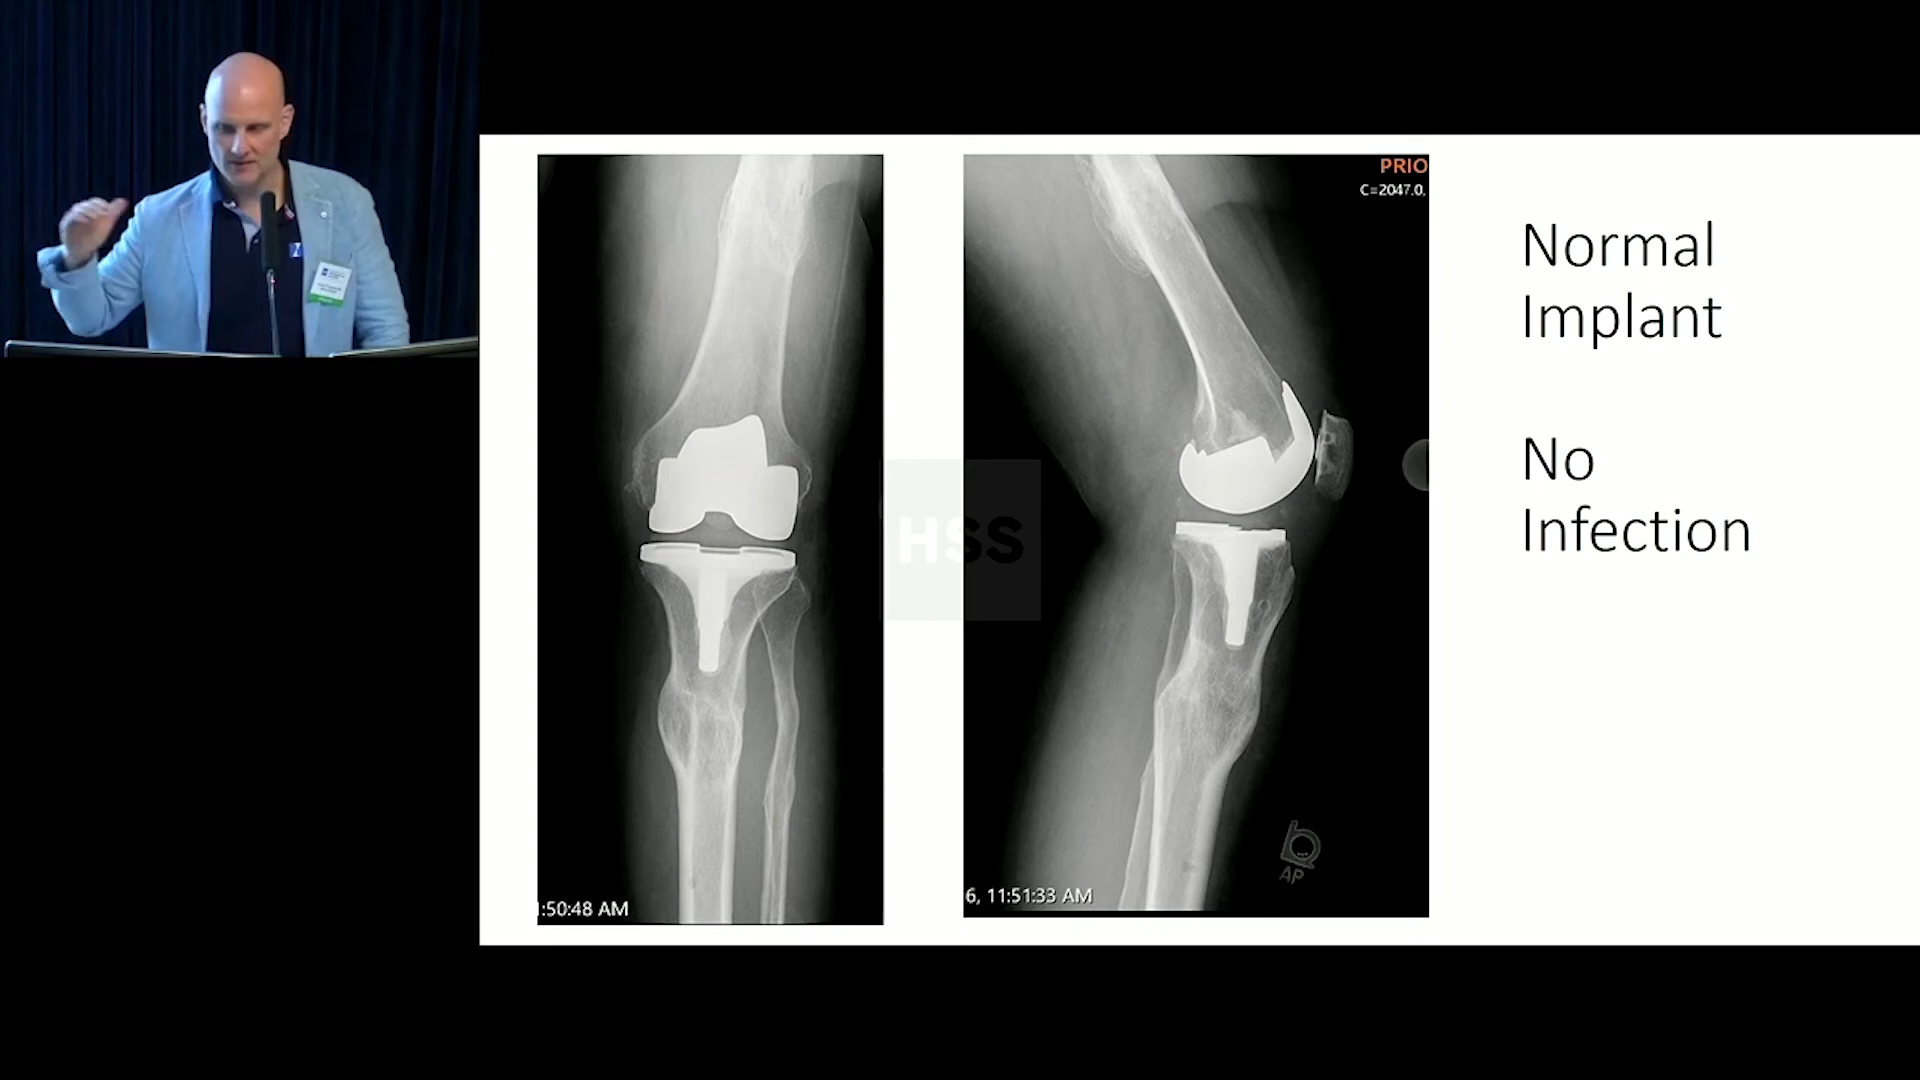 PRIO
C=2047.0,
Normal
Implant
No
Infection
HSS
AP
:50:48 AM
6, 11:51:33 AM